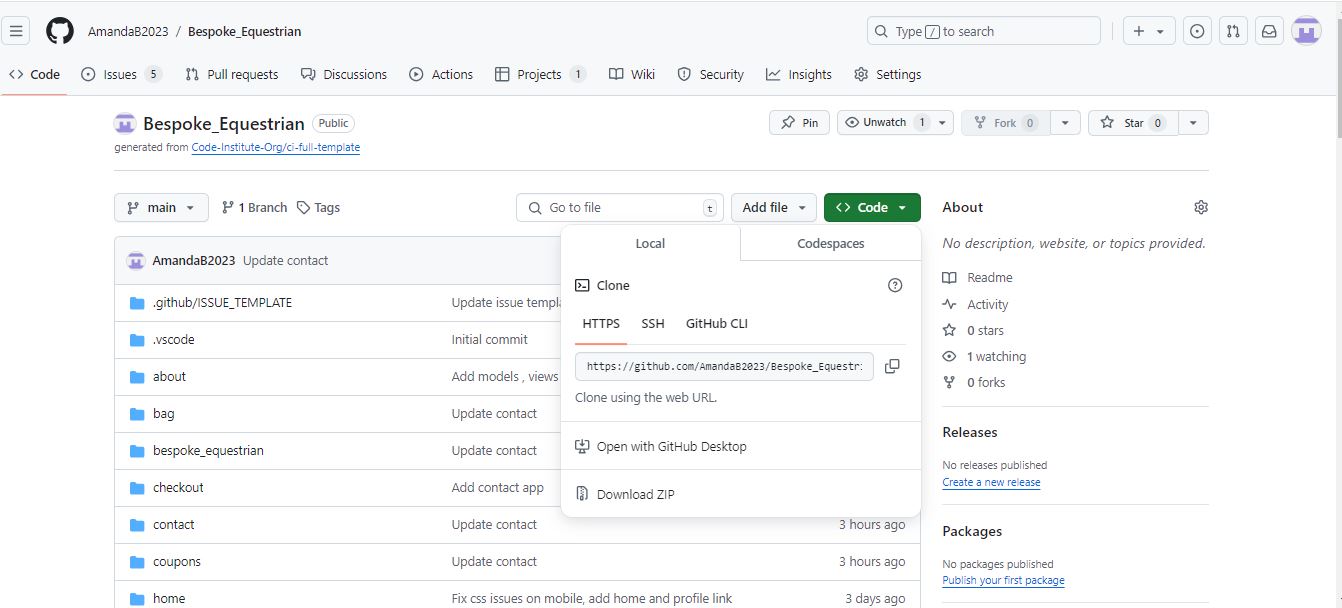 AmandaB2023 / Bespoke_Equestrian
Type / to search
Code
Issues 5
Pull requests
Discussions
Actions
Projects 1
Wiki
Security
Insights
Settings
Bespoke_Equestrian Public
Pin
Unwatch 1
Fork 0
Star 0
generated from Code-Institute-Org/ci-full-template
main
1 Branch
Tags
Go to file t
Add file
Code
Local
Codespaces
Clone
HTTPS
SSH
GitHub CLI
https://github.com/AmandaB2023/Bespoke_Equestri
Clone using the web URL.
Open with GitHub Desktop
Download ZIP
AmandaB2023 Update contact
.github/ISSUE_TEMPLATE Update issue templa
.vscode Initial commit
about Add models , views
bag Update contact
bespoke_equestrian Update contact
checkout Add contact app
contact Update contact 3 hours ago
coupons Update contact 3 hours ago
home Fix css issues on mobile, add home and profile link 3 days ago
About
No description, website, or topics provided.
Readme
Activity
0 stars
1 watching
0 forks
Releases
No releases published
Create a new release
Packages
No packages published
Publish your first package